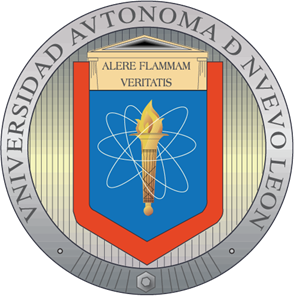 VNIVERSIDAD AVTONOMA D NVEVO LEON
ALERE FLAMMAM
VERITATIS